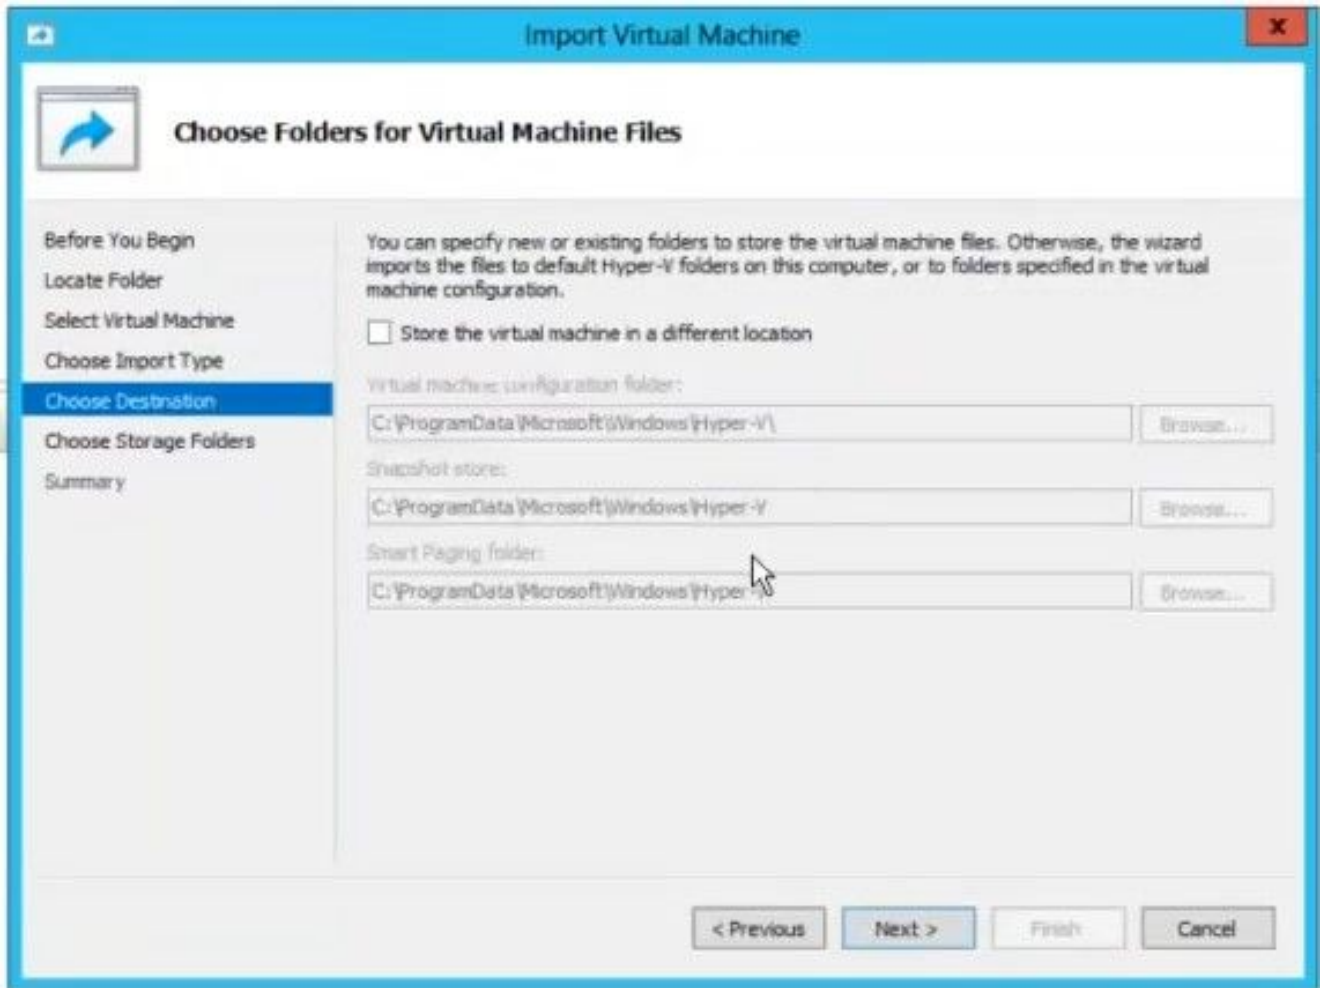 Import Virtual Machine
X
Choose Folders for Virtual Machine Files
Before You Begin
Locate Folder
Select Virtual Machine
Choose Import Type
Choose Destination
Choose Storage Folders
Summary
You can specify new or existing folders to store the virtual machine files. Otherwise, the wizard
imports the files to default Hyper-V folders on this computer, or to folders specified in the virtual
machine configuration.
Store the virtual machine in a different location
Virtual machine configuration folder:
C:\ProgramData\Microsoft\Windows\Hyper-V\
Browse...
Snapshot store:
C:\ProgramData\Microsoft\Windows\Hyper-V
Browse...
Smart Paging folder:
C:\ProgramData\Microsoft\Windows\Hyper-V
Browse...
< Previous
Next >
Finish
Cancel